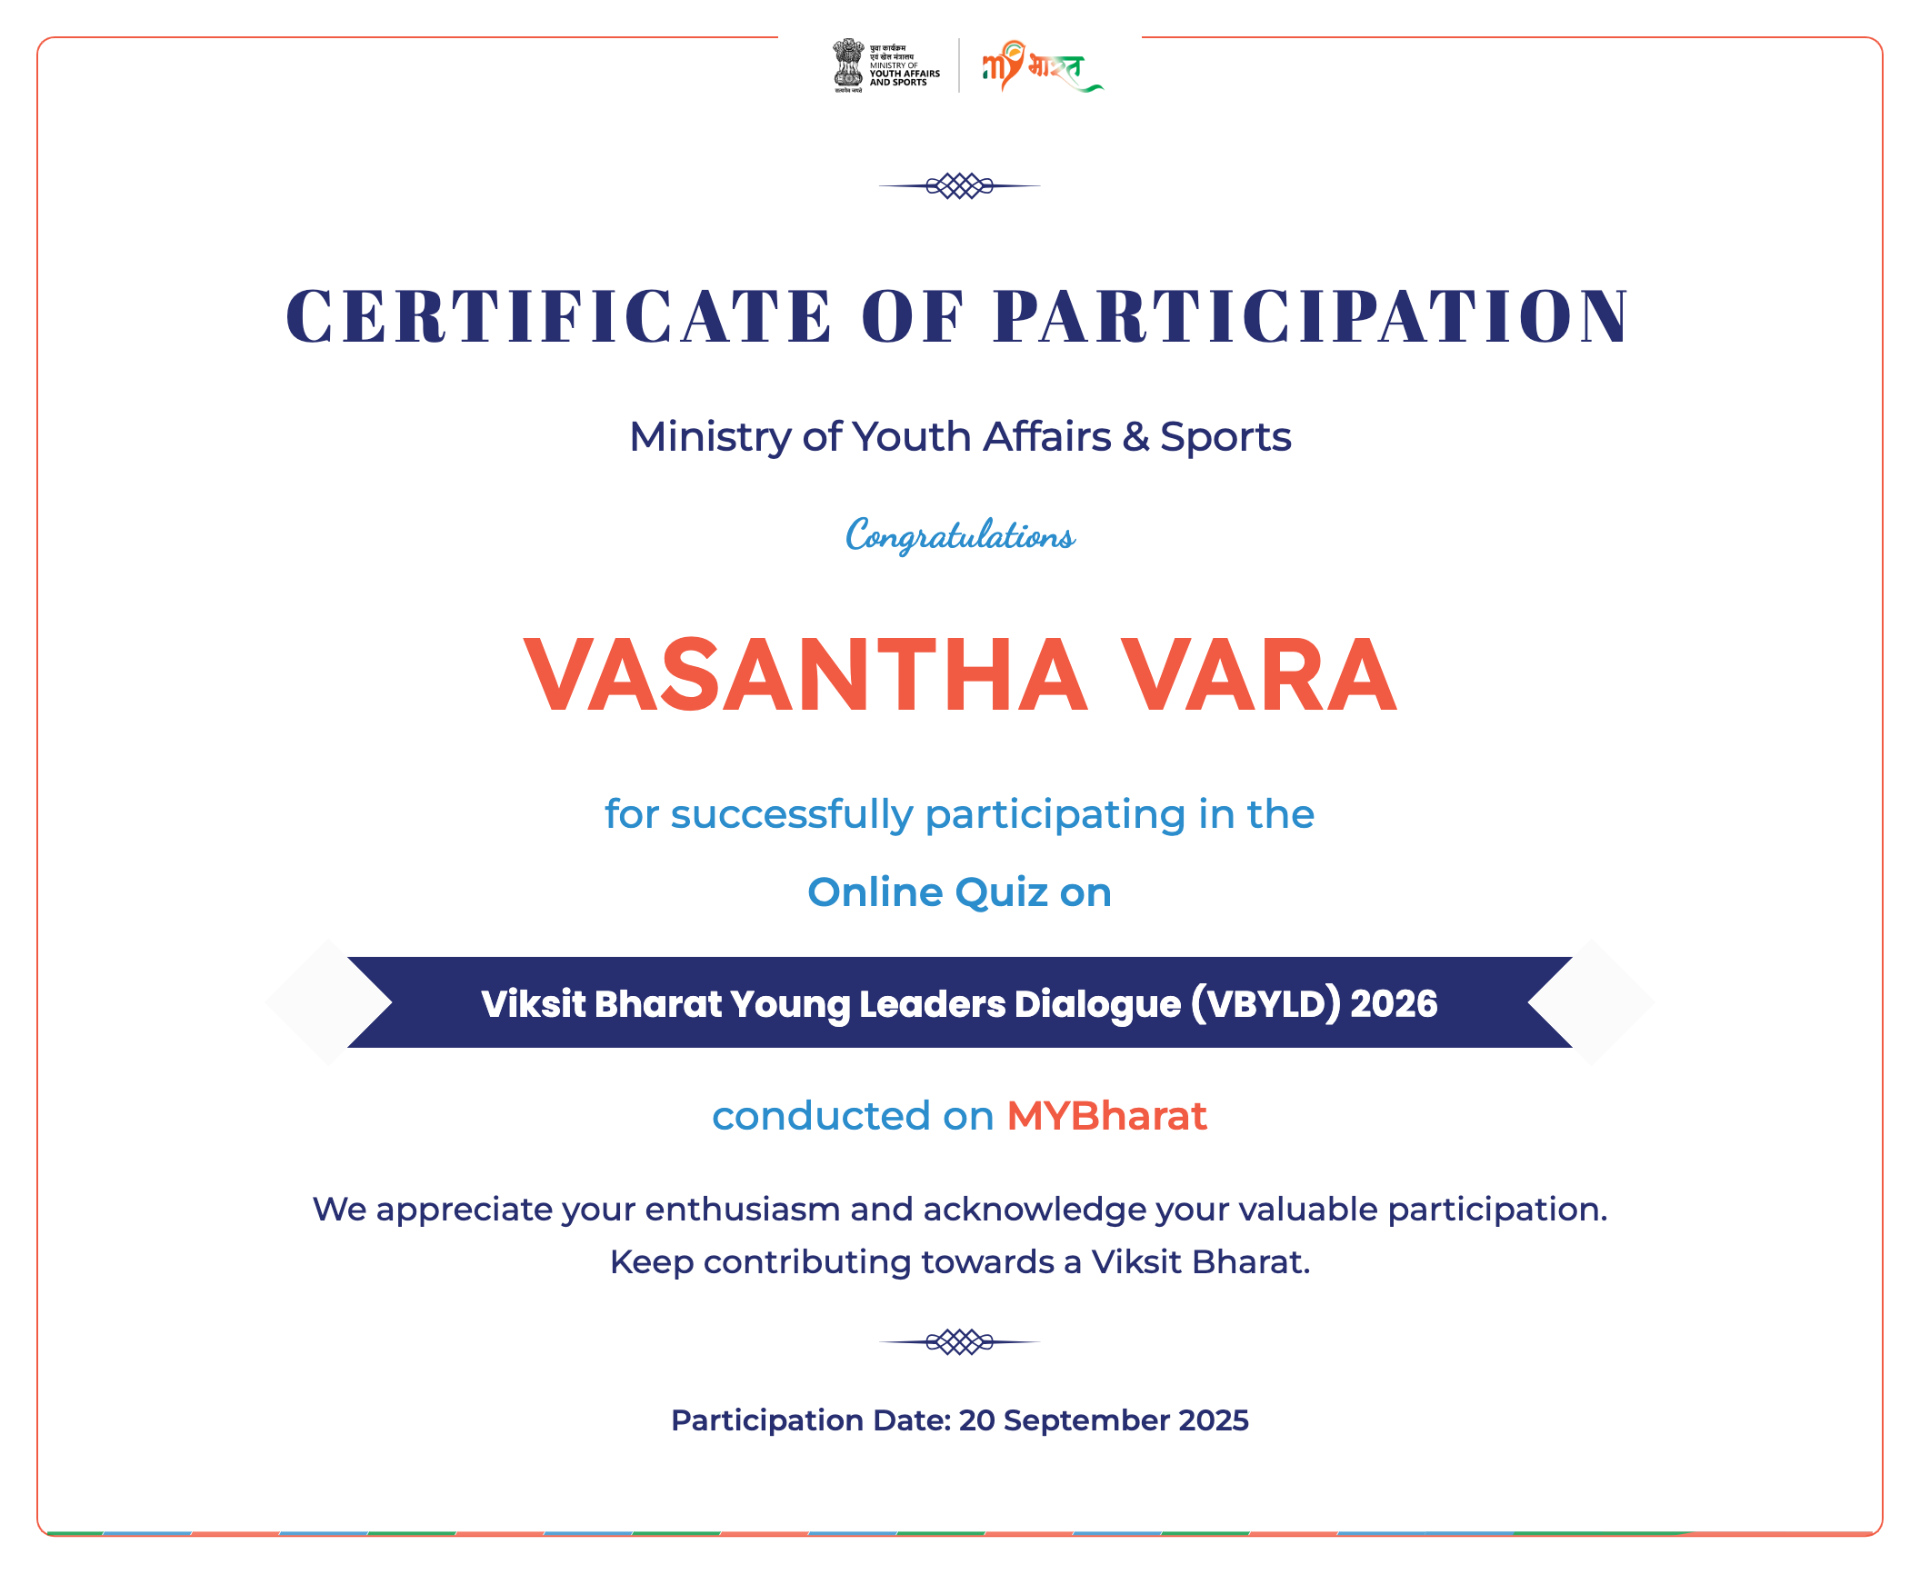 युवा कार्यक्रम
एवं खेल मंत्रालय
MINISTRY OF
YOUTH AFFAIRS
AND SPORTS
सत्यमेव जयते
my भारत
CERTIFICATE OF PARTICIPATION
Ministry of Youth Affairs & Sports
Congratulations
VASANTHA VARA
for successfully participating in the
Online Quiz on
Viksit Bharat Young Leaders Dialogue (VBYLD) 2026
conducted on MYBharat
We appreciate your enthusiasm and acknowledge your valuable participation.
Keep contributing towards a Viksit Bharat.
Participation Date: 20 September 2025